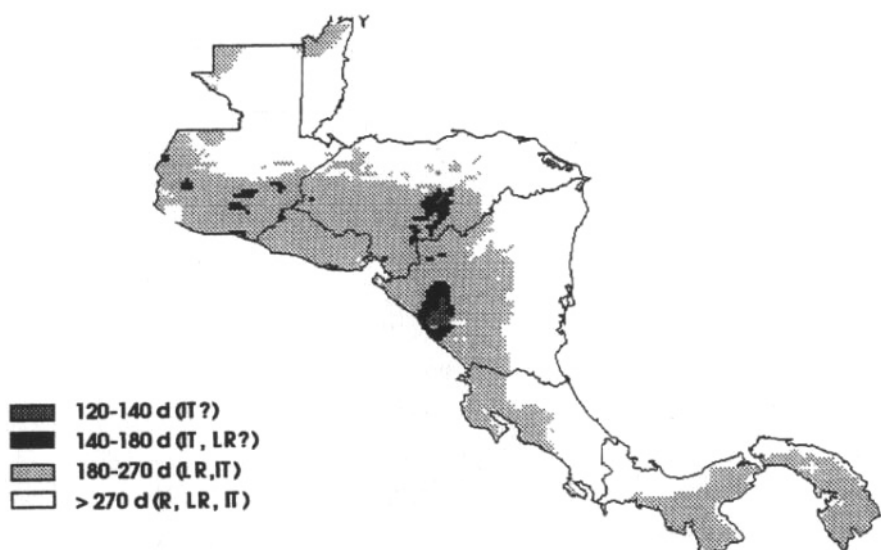 120-140 d (IT?)
140-180 d (IT, LR?)
180-270 d (LR,IT)
> 270 d (R, LR, IT)